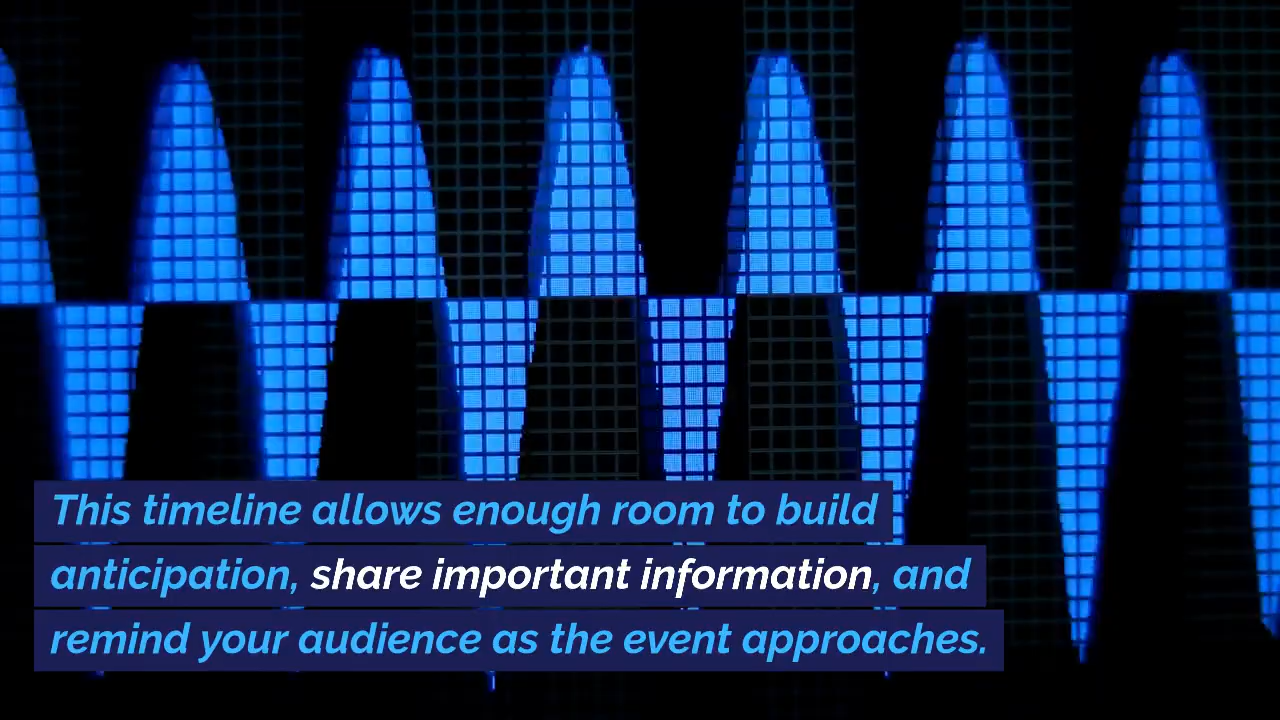 This timeline allows enough room to build
anticipation, share important information, and
remind your audience as the event approaches.